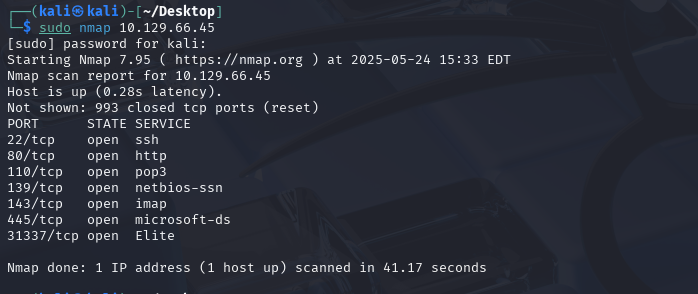 ┌──(kali㉿kali)-[~/Desktop]
└─$ sudo nmap 10.129.66.45
[sudo] password for kali:
Starting Nmap 7.95 ( https://nmap.org ) at 2025-05-24 15:33 EDT
Nmap scan report for 10.129.66.45
Host is up (0.28s latency).
Not shown: 993 closed tcp ports (reset)
PORT      STATE SERVICE
22/tcp    open  ssh
80/tcp    open  http
110/tcp   open  pop3
139/tcp   open  netbios-ssn
143/tcp   open  imap
445/tcp   open  microsoft-ds
31337/tcp open  Elite
Nmap done: 1 IP address (1 host up) scanned in 41.17 seconds